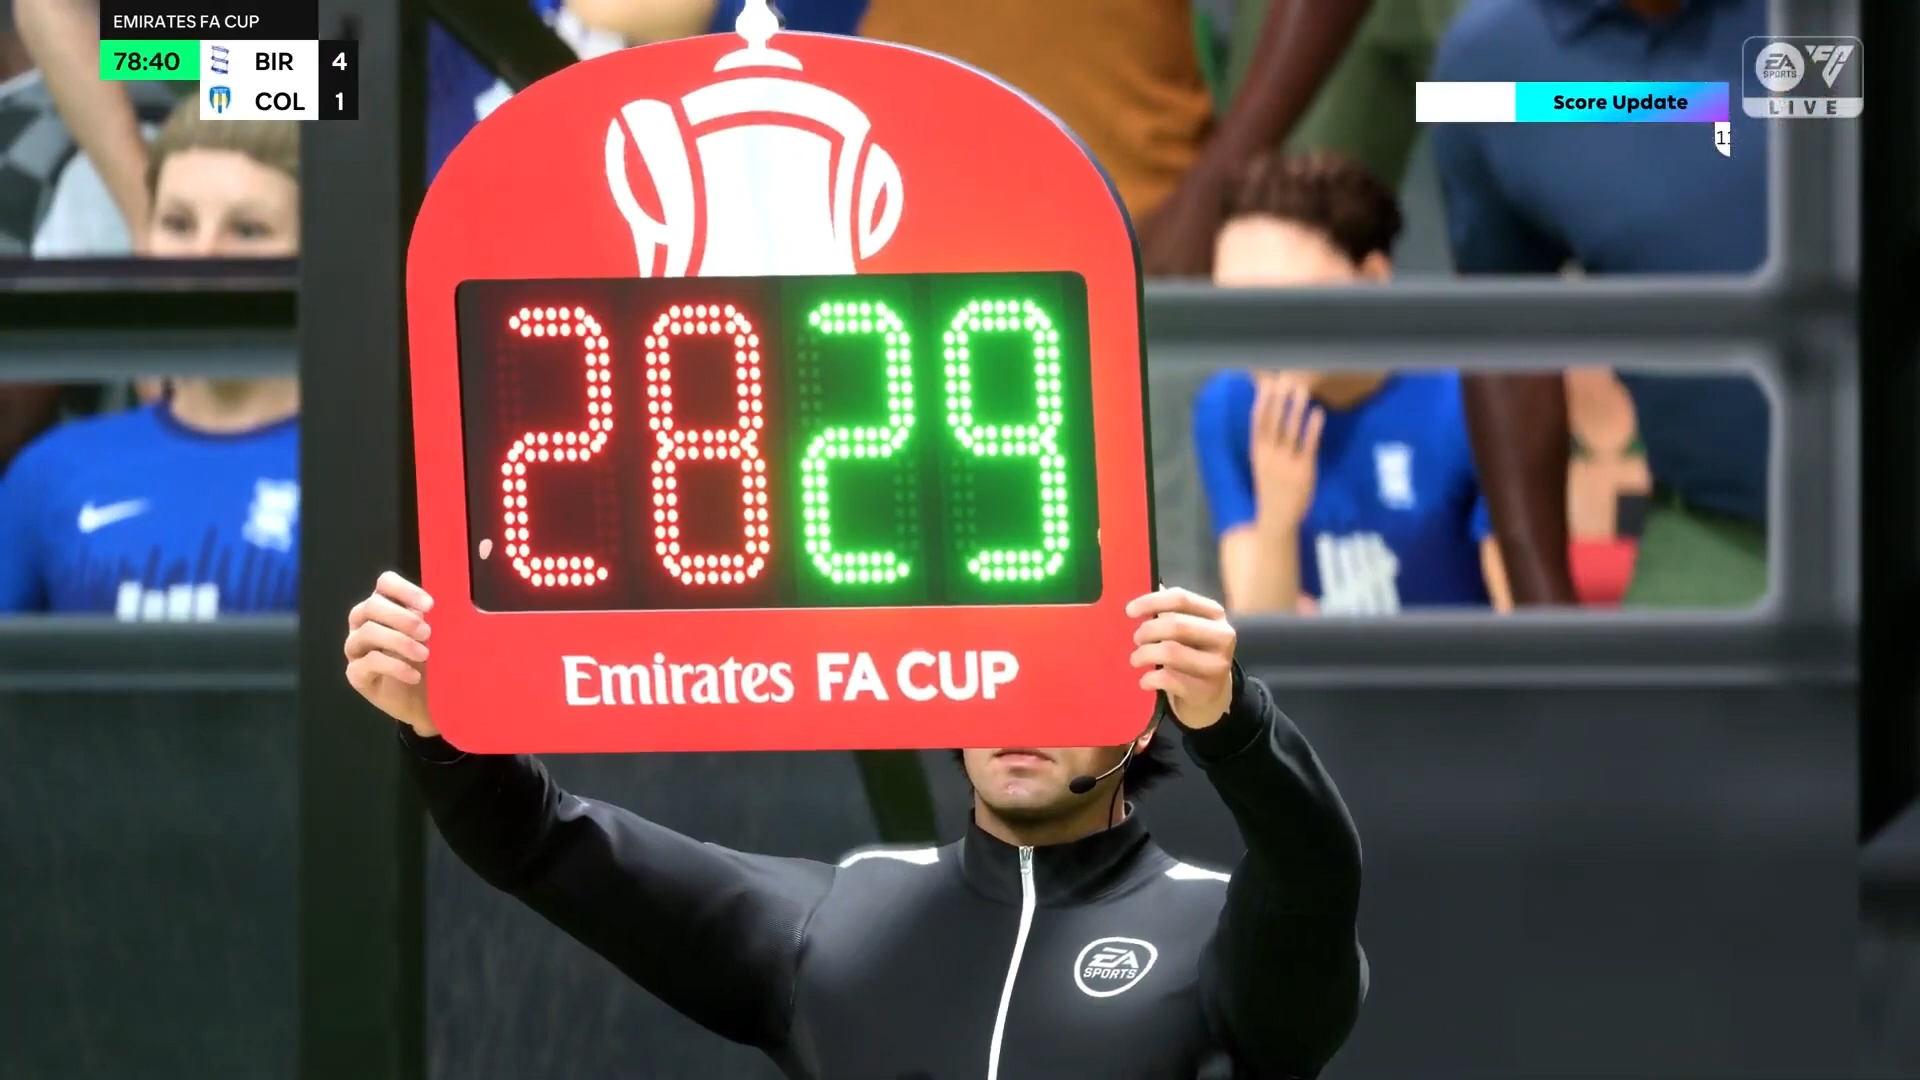 EMIRATES FA CUP
78:40 BIR 4
COL 1
Score Update
EA SPORTS FC
LIVE
28 29
Emirates FA CUP
EA SPORTS